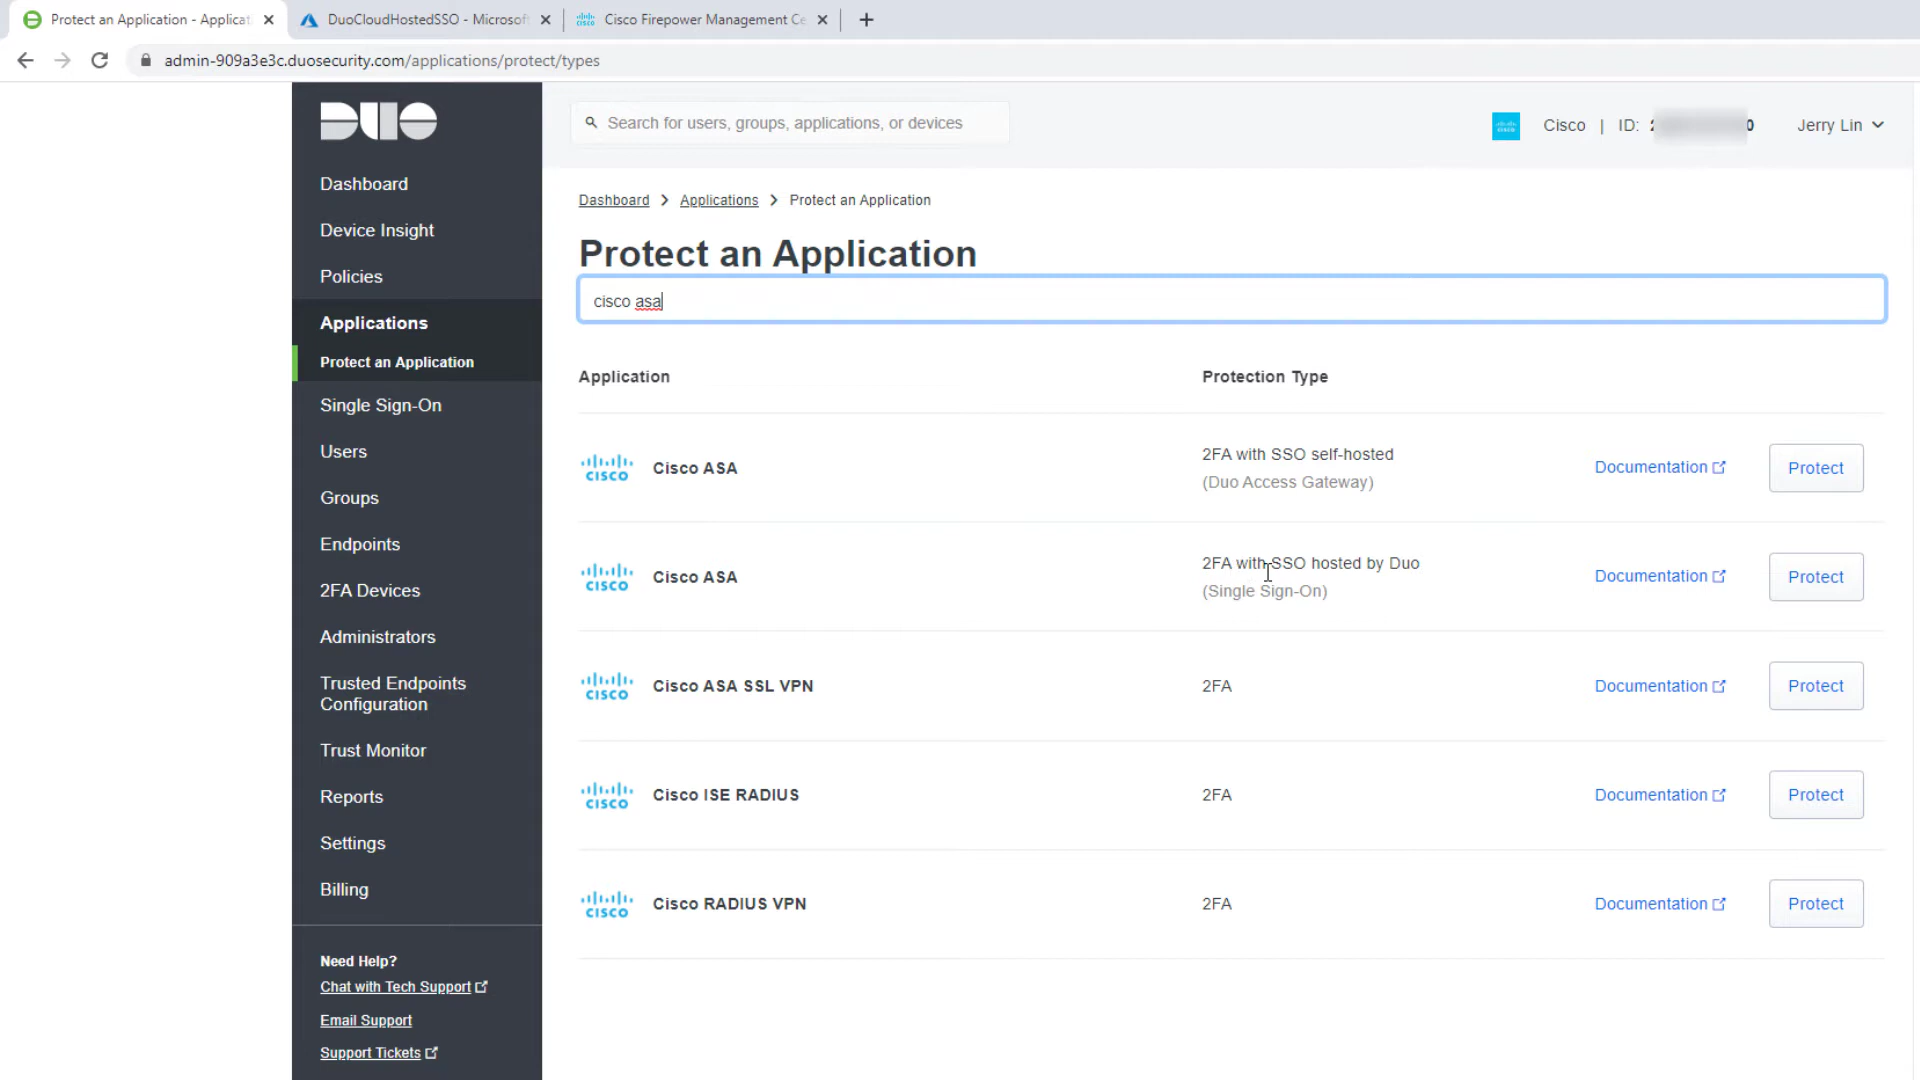 Protect an Application - Applicat
DuoCloudHostedSSO - Microsof
Cisco Firepower Management Ce
admin-909a3e3c.duosecurity.com/applications/protect/types
DUO
Search for users, groups, applications, or devices
Cisco | ID:
Jerry Lin
Dashboard
Device Insight
Policies
Applications
Protect an Application
Single Sign-On
Users
Groups
Endpoints
2FA Devices
Administrators
Trusted Endpoints
Configuration
Trust Monitor
Reports
Settings
Billing
Need Help?
Chat with Tech Support
Email Support
Support Tickets
Dashboard > Applications > Protect an Application
Protect an Application
cisco asa
Application
Protection Type
CISCO
Cisco ASA
2FA with SSO self-hosted
(Duo Access Gateway)
Documentation
Protect
CISCO
Cisco ASA
2FA with SSO hosted by Duo
(Single Sign-On)
Documentation
Protect
CISCO
Cisco ASA SSL VPN
2FA
Documentation
Protect
CISCO
Cisco ISE RADIUS
2FA
Documentation
Protect
CISCO
Cisco RADIUS VPN
2FA
Documentation
Protect